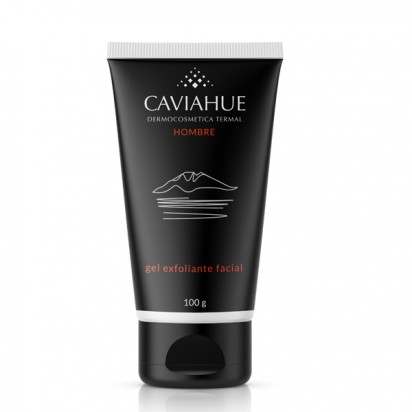 CAVIAHUE
DERMOCOSMETICA TERMAL
HOMBRE
gel exfoliante facial
100 g